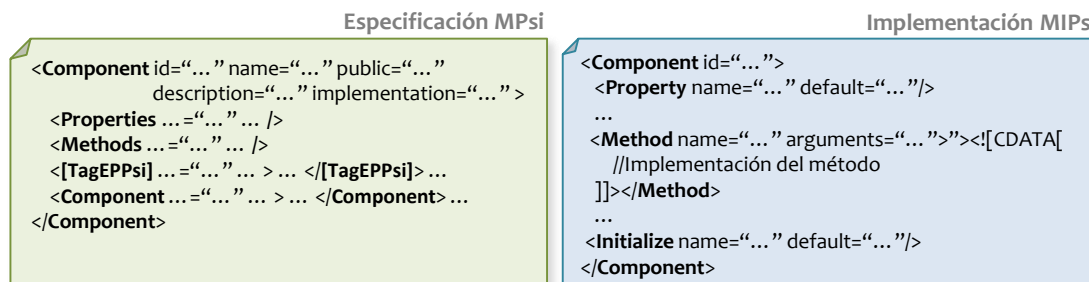 Especificación MPsi
<Component id=“…” name=“…” public=“…”
description=“…” implementation=“…” >
<Properties …=“…” … />
<Methods …=“…” … />
<[TagEPPsi] …=“…” … > … </[TagEPPsi]> …
<Component …=“…” … > … </Component> …
</Component>
Implementación MIPs
<Component id=“…”>
<Property name=“…” default=“…”/>
…
<Method name=“…” arguments=“…”>”><![CDATA[
//Implementación del método
]]></Method>
…
<Initialize name=“…” default=“…”/>
</Component>